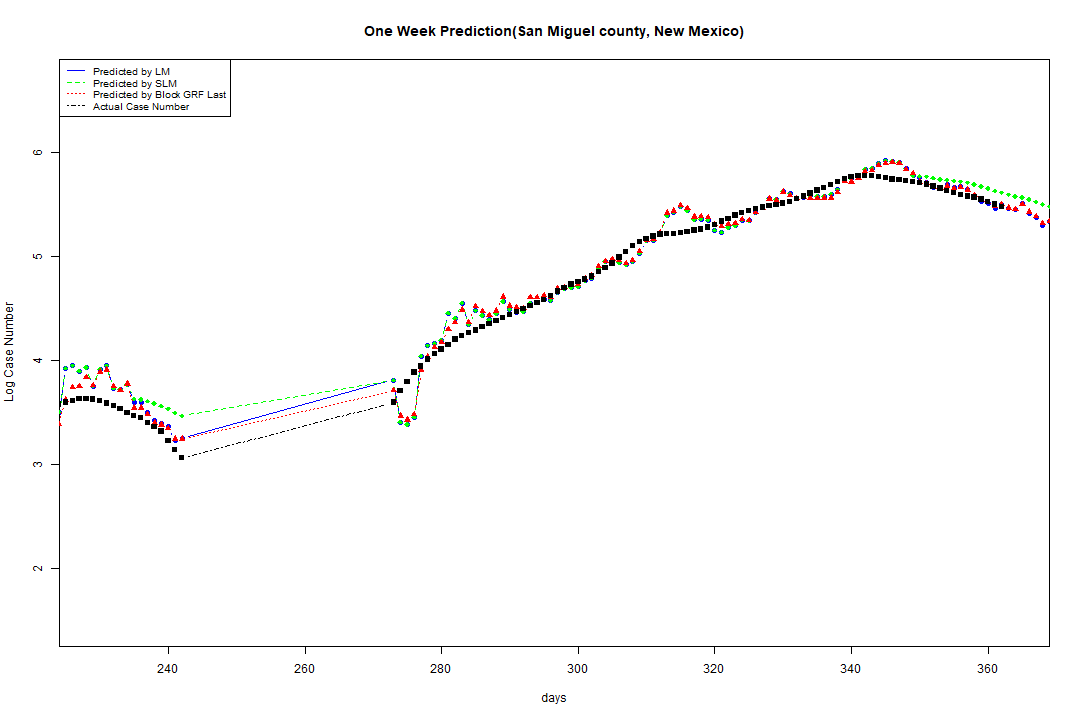 One Week Prediction(San Miguel county, New Mexico)
Predicted by LM
Predicted by SLM
Predicted by Block GRF Last
Actual Case Number
Log Case Number
6
5
4
3
2
240 260 280 300 320 340 360
days